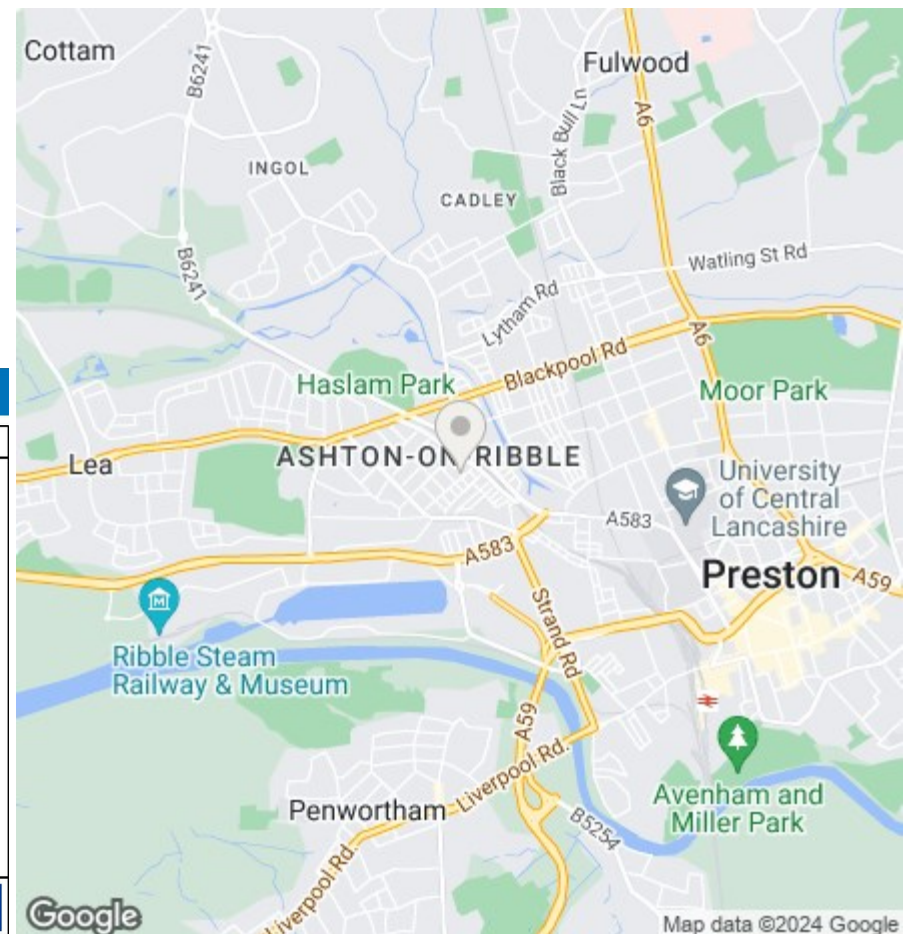 Cottam
B6241
Fulwood
A6
Black Bull Ln
INGOL
CADLEY
B6241
Watling St Rd
Lytham Rd
A6
Blackpool Rd
Haslam Park
Moor Park
Lea
ASHTON-ON-RIBBLE
University
of Central
Lancashire
A583
A583
Preston
A59
Strand Rd
Ribble Steam
Railway & Museum
A59
Liverpool Rd.
Penwortham
B5254
Avenham and
Miller Park
Liverpool Rd.
Google
Map data ©2024 Google